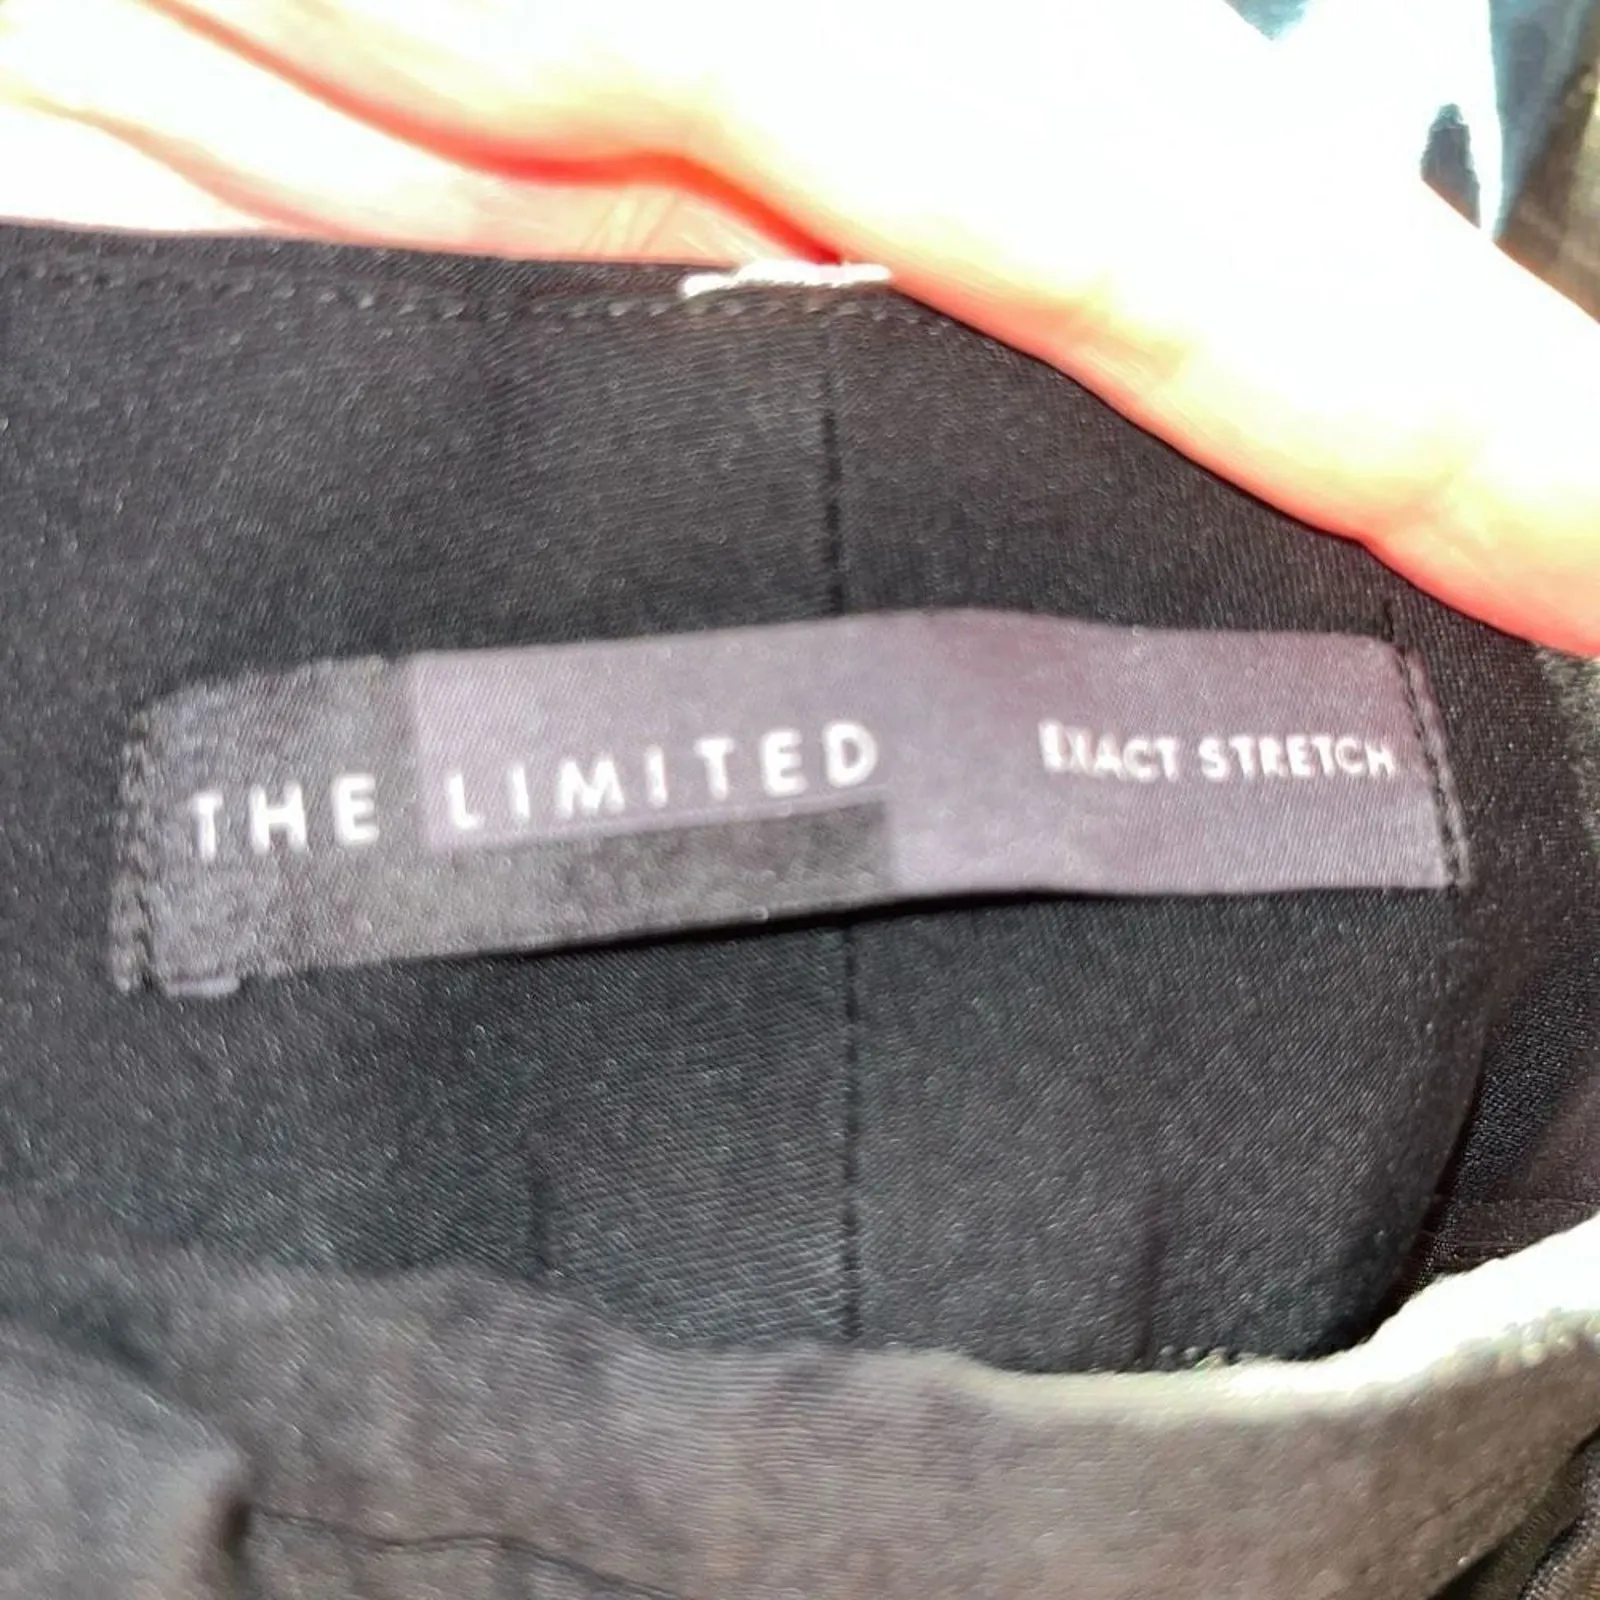 THE LIMITED EXACT STRETCH